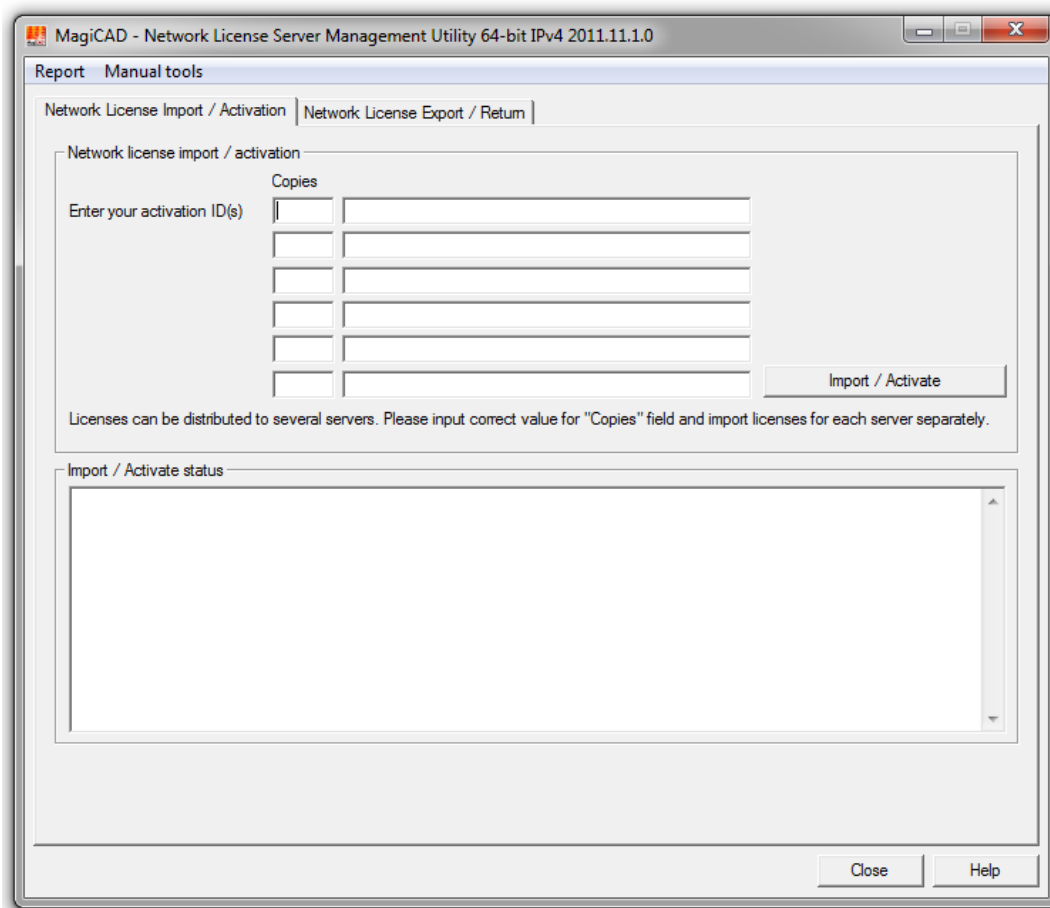 MagiCAD - Network License Server Management Utility 64-bit IPv4 2011.11.1.0
Report Manual tools
Network License Import / Activation Network License Export / Return
Network license import / activation
Copies
Enter your activation ID(s)
Import / Activate
Licenses can be distributed to several servers. Please input correct value for "Copies" field and import licenses for each server separately.
Import / Activate status
Close Help